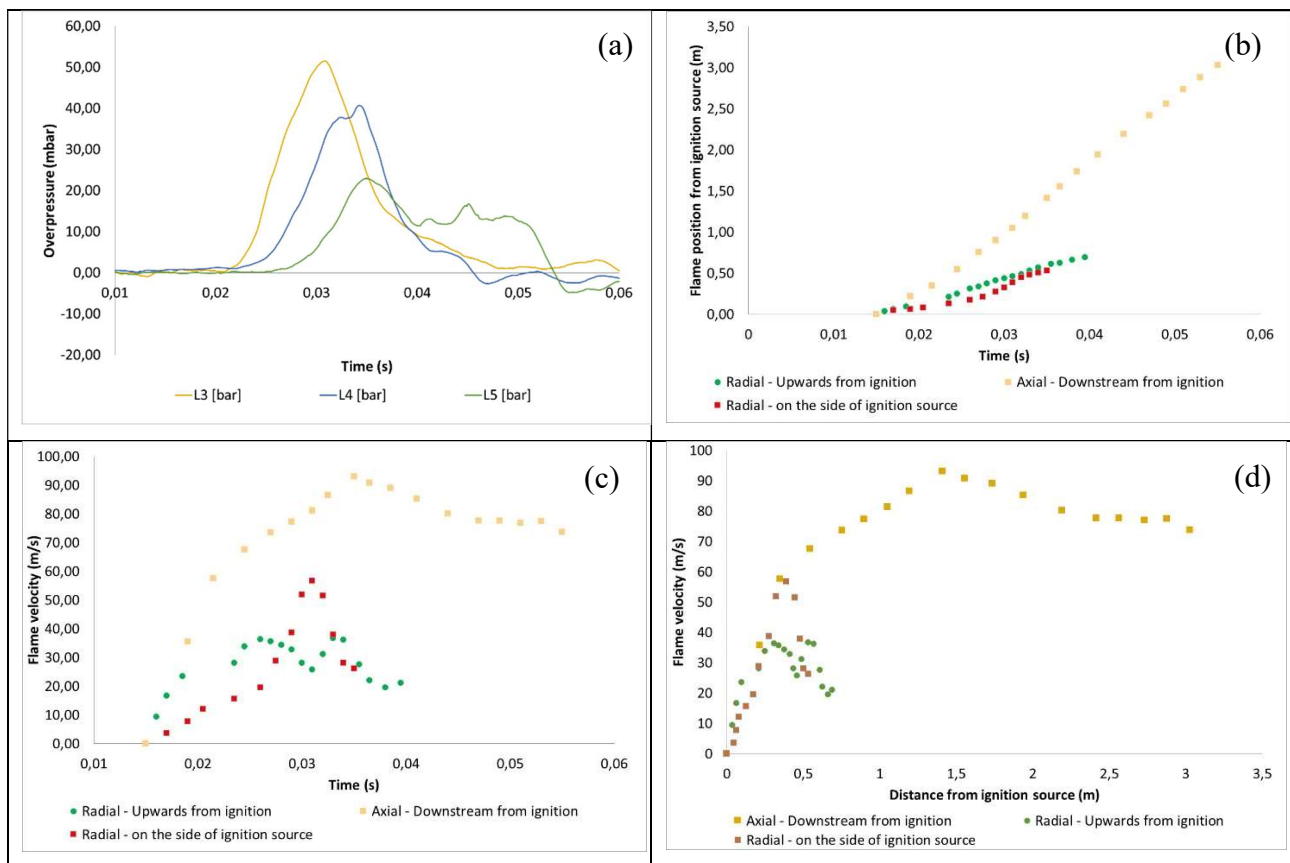 (a)
60,00
50,00
40,00
30,00
20,00
10,00
0,00
-10,00
-20,00
Overpressure (mbar)
0,01 0,02 0,03 0,04 0,05 0,06
Time (s)
L3 [bar] L4 [bar] L5 [bar]
(b)
3,50
3,00
2,50
2,00
1,50
1,00
0,50
0,00
Flame position from ignition source (m)
0 0,01 0,02 0,03 0,04 0,05 0,06
Time (s)
Radial - Upwards from ignition Axial - Downstream from ignition
Radial - on the side of ignition source
(c)
100,00
90,00
80,00
70,00
60,00
50,00
40,00
30,00
20,00
10,00
0,00
Flame velocity (m/s)
0,01 0,02 0,03 0,04 0,05 0,06
Time (s)
Radial - Upwards from ignition Axial - Downstream from ignition
Radial - on the side of ignition source
(d)
100
90
80
70
60
50
40
30
20
10
0
Flame velocity (m/s)
0 0,5 1 1,5 2 2,5 3 3,5
Distance from ignition source (m)
Axial - Downstream from ignition Radial - Upwards from ignition
Radial - on the side of ignition source